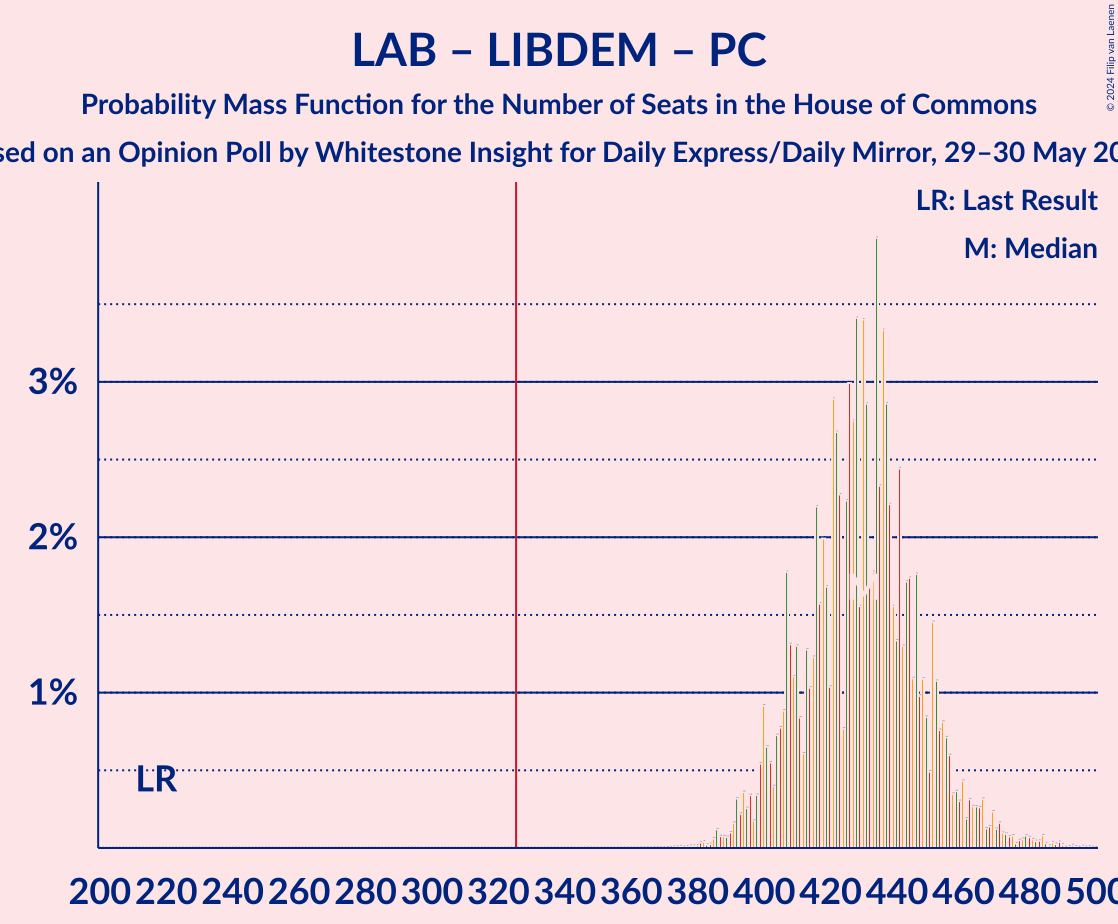 LAB – LIBDEM – PC
Probability Mass Function for the Number of Seats in the House of Commons
sed on an Opinion Poll by Whitestone Insight for Daily Express/Daily Mirror, 29–30 May 20
LR: Last Result
M: Median
3%
2%
1%
LR
200 220 240 260 280 300 320 340 360 380 400 420 440 460 480 500
© 2024 Filip van Laenen